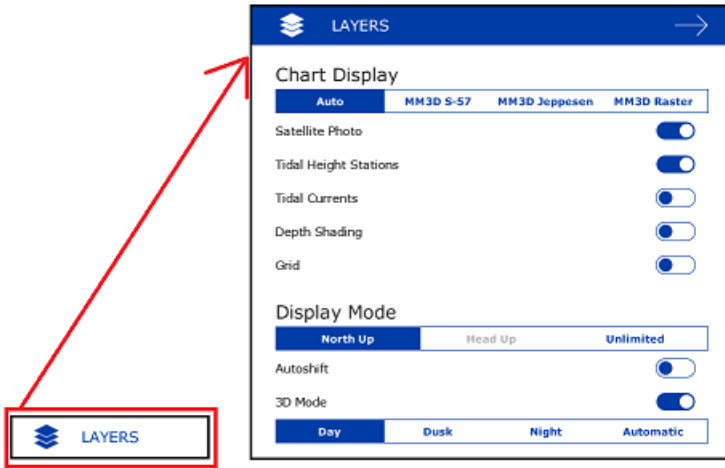 LAYERS
Chart Display
Auto MM3D S-57 MM3D Jeppesen MM3D Raster
Satellite Photo
Tidal Height Stations
Tidal Currents
Depth Shading
Grid
Display Mode
North Up Head Up Unlimited
Autoshift
3D Mode
Day Dusk Night Automatic
LAYERS